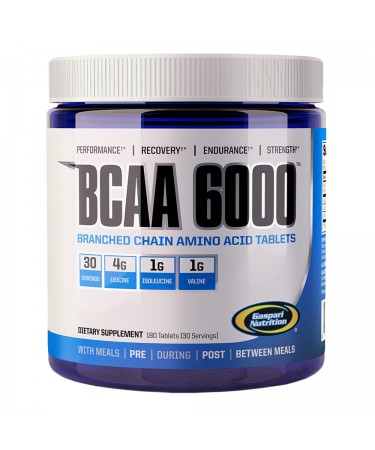 PERFORMANCE†* | RECOVERY†* | ENDURANCE†* | STRENGTH†*
BCAA 6000™
BRANCHED CHAIN AMINO ACID TABLETS
30 4G 1G 1G
SERVINGS LEUCINE ISOLEUCINE VALINE
Gaspari
Nutrition®
DIETARY SUPPLEMENT 180 Tablets (30 Servings)
WITH MEALS | PRE | DURING | POST | BETWEEN MEALS